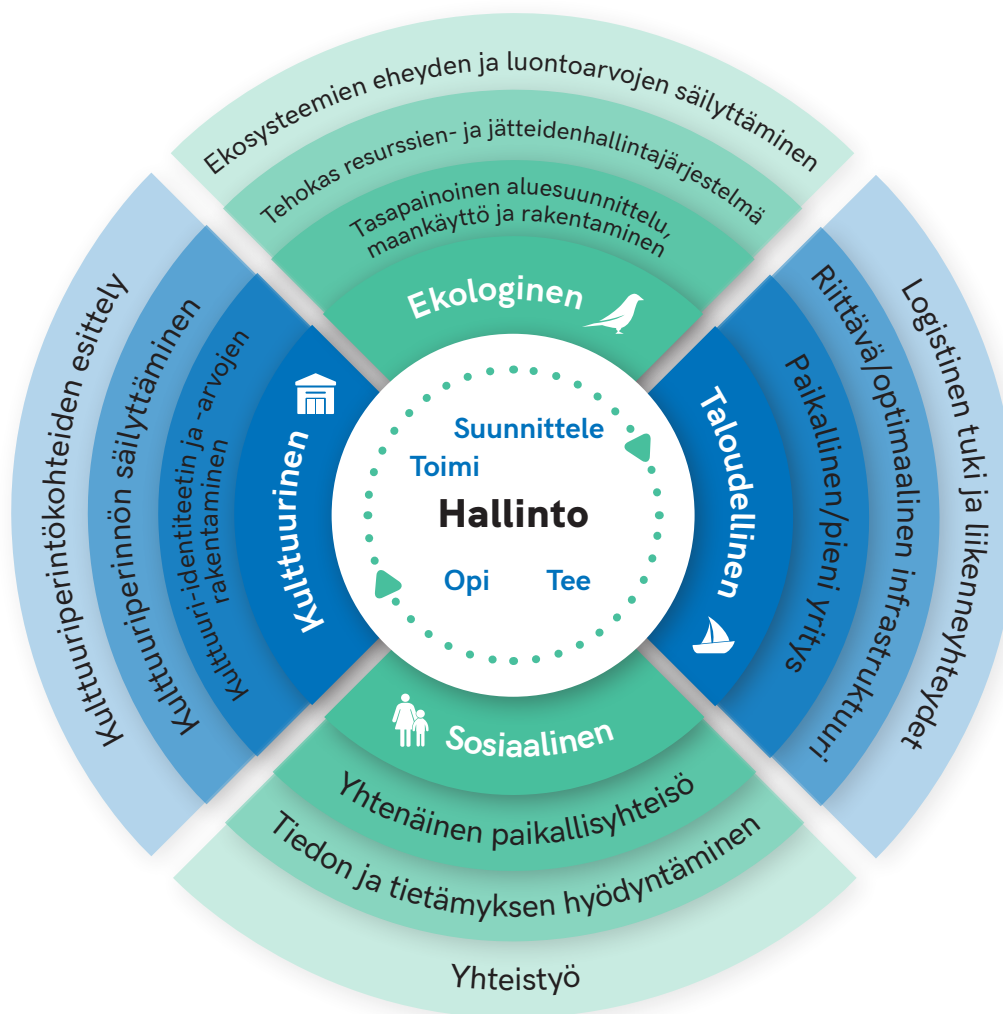 Ekosysteemien eheyden ja luontoarvojen säilyttäminen
Tehokas resurssien- ja jätteidenhallintajärjestelmä
Tasapainoinen aluesuunnittelu,
maankäyttö ja rakentaminen
Ekologinen
Logistinen tuki ja liikenneyhteydet
Riittävä/optimaalinen infrastruktuuri
Paikallinen/pieni yritys
Taloudellinen
Kulttuuriperintökohteiden esittely
Kulttuuriperinnön säilyttäminen
Kulttuuri-identiteetin ja -arvojen
rakentaminen
Kulttuurinen
Suunnittele
Toimi
Hallinto
Opi
Tee
Sosiaalinen
Yhtenäinen paikallisyhteisö
Tiedon ja tietämyksen hyödyntäminen
Yhteistyö